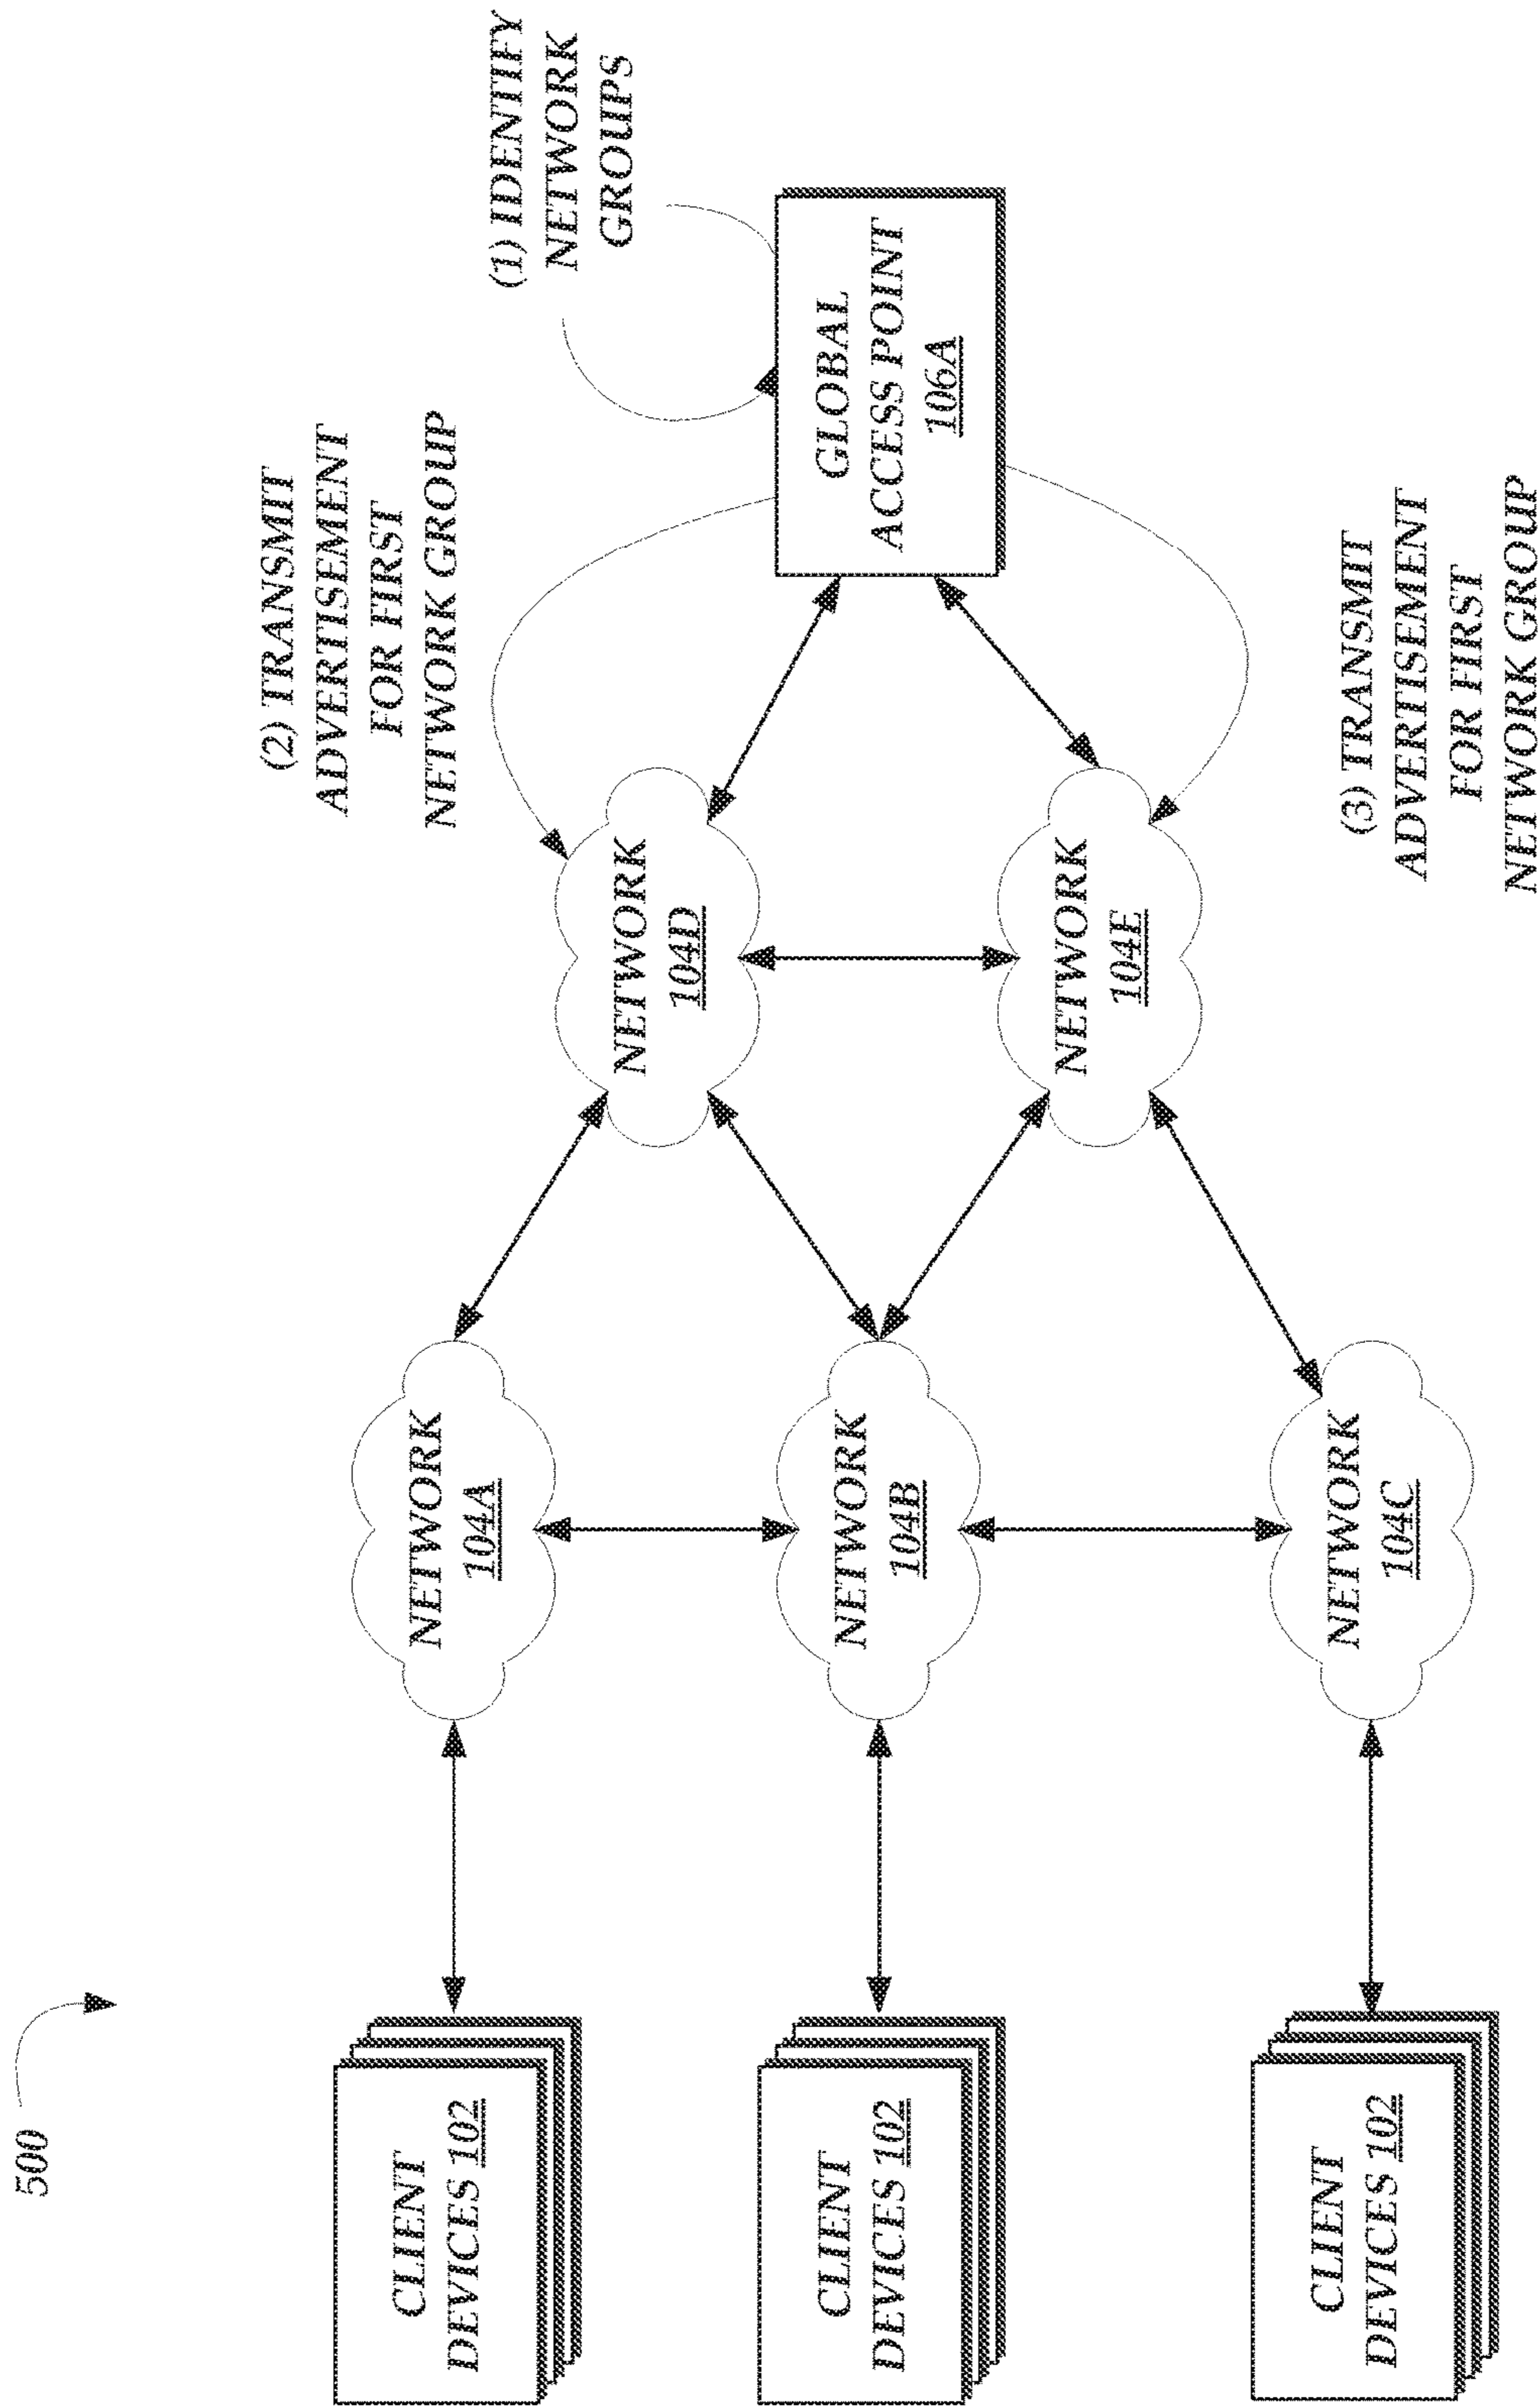 500
(1) IDENTIFY
NETWORK
GROUPS
(2) TRANSMIT
ADVERTISEMENT
FOR FIRST
NETWORK GROUP
CLIENT
DEVICES 102
NETWORK
104A
NETWORK
104D
GLOBAL
ACCESS POINT
106A
CLIENT
DEVICES 102
NETWORK
104B
NETWORK
104E
CLIENT
DEVICES 102
NETWORK
104C
(3) TRANSMIT
ADVERTISEMENT
FOR FIRST
NETWORK GROUP